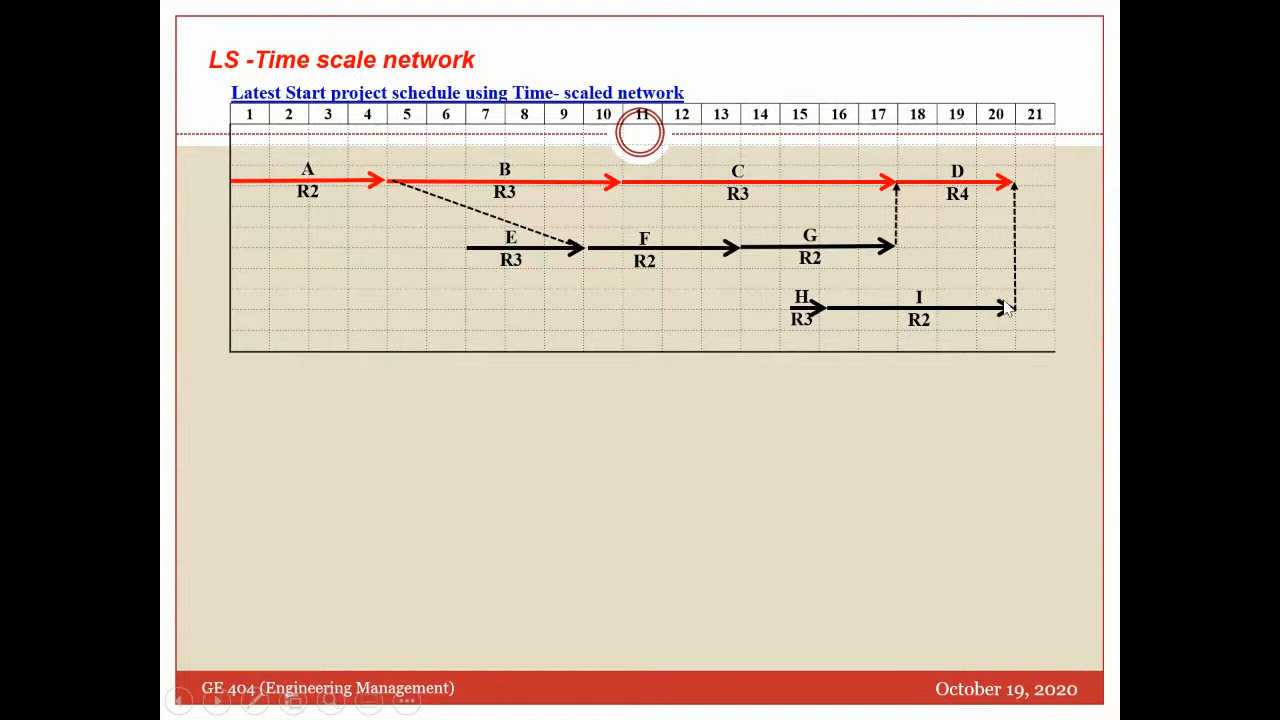 LS -Time scale network
Latest Start project schedule using Time- scaled network
1 2 3 4 5 6 7 8 9 10 11 12 13 14 15 16 17 18 19 20 21
A B C D
R2 R3 R3 R4
E F G
R3 R2 R2
H I
R3 R2
GE 404 (Engineering Management) October 19, 2020